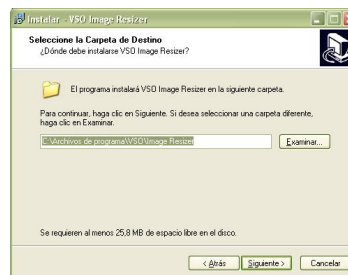 Instalar - VSO Image Resizer
Seleccione la Carpeta de Destino
¿Dónde debe instalarse VSO Image Resizer?
El programa instalará VSO Image Resizer en la siguiente carpeta.
Para continuar, haga clic en Siguiente. Si desea seleccionar una carpeta diferente,
haga clic en Examinar.
C:\Archivos de programa\VSO\Image Resizer
Examinar...
Se requieren al menos 25,8 MB de espacio libre en el disco.
< Atrás Siguiente > Cancelar